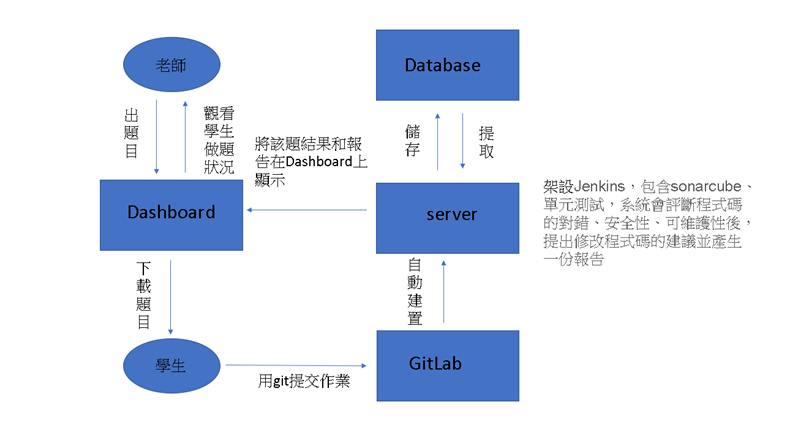 老師
Database
出
題
目
觀看
學生
做題
狀況
儲
存
提
取
將該題結果和報
告在Dashboard上
顯示
Dashboard
server
架設Jenkins，包含sonarcube、
單元測試，系統會評斷程式碼
的對錯、安全性、可維護性後，
提出修改程式碼的建議並產生
一份報告
下
載
題
目
自
動
建
置
學生
用git提交作業
GitLab